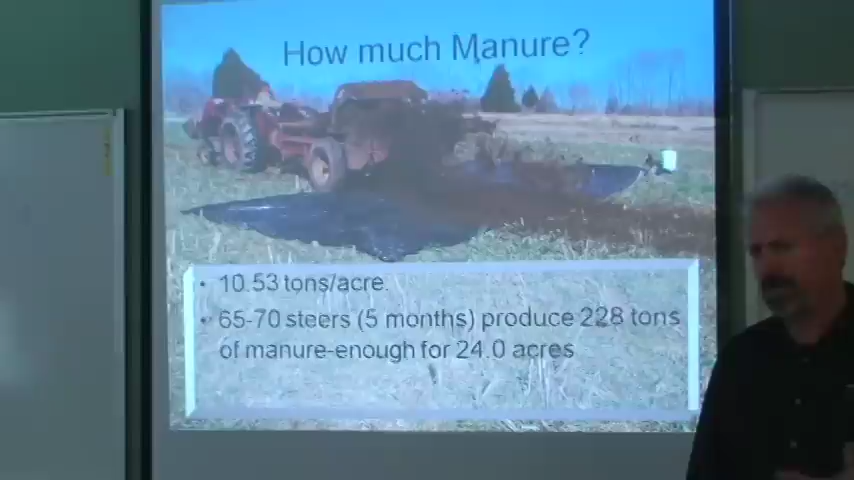 How much Manure?
• 10.53 tons/acre.
• 65-70 steers (5 months) produce 228 tons
of manure-enough for 24.0 acres